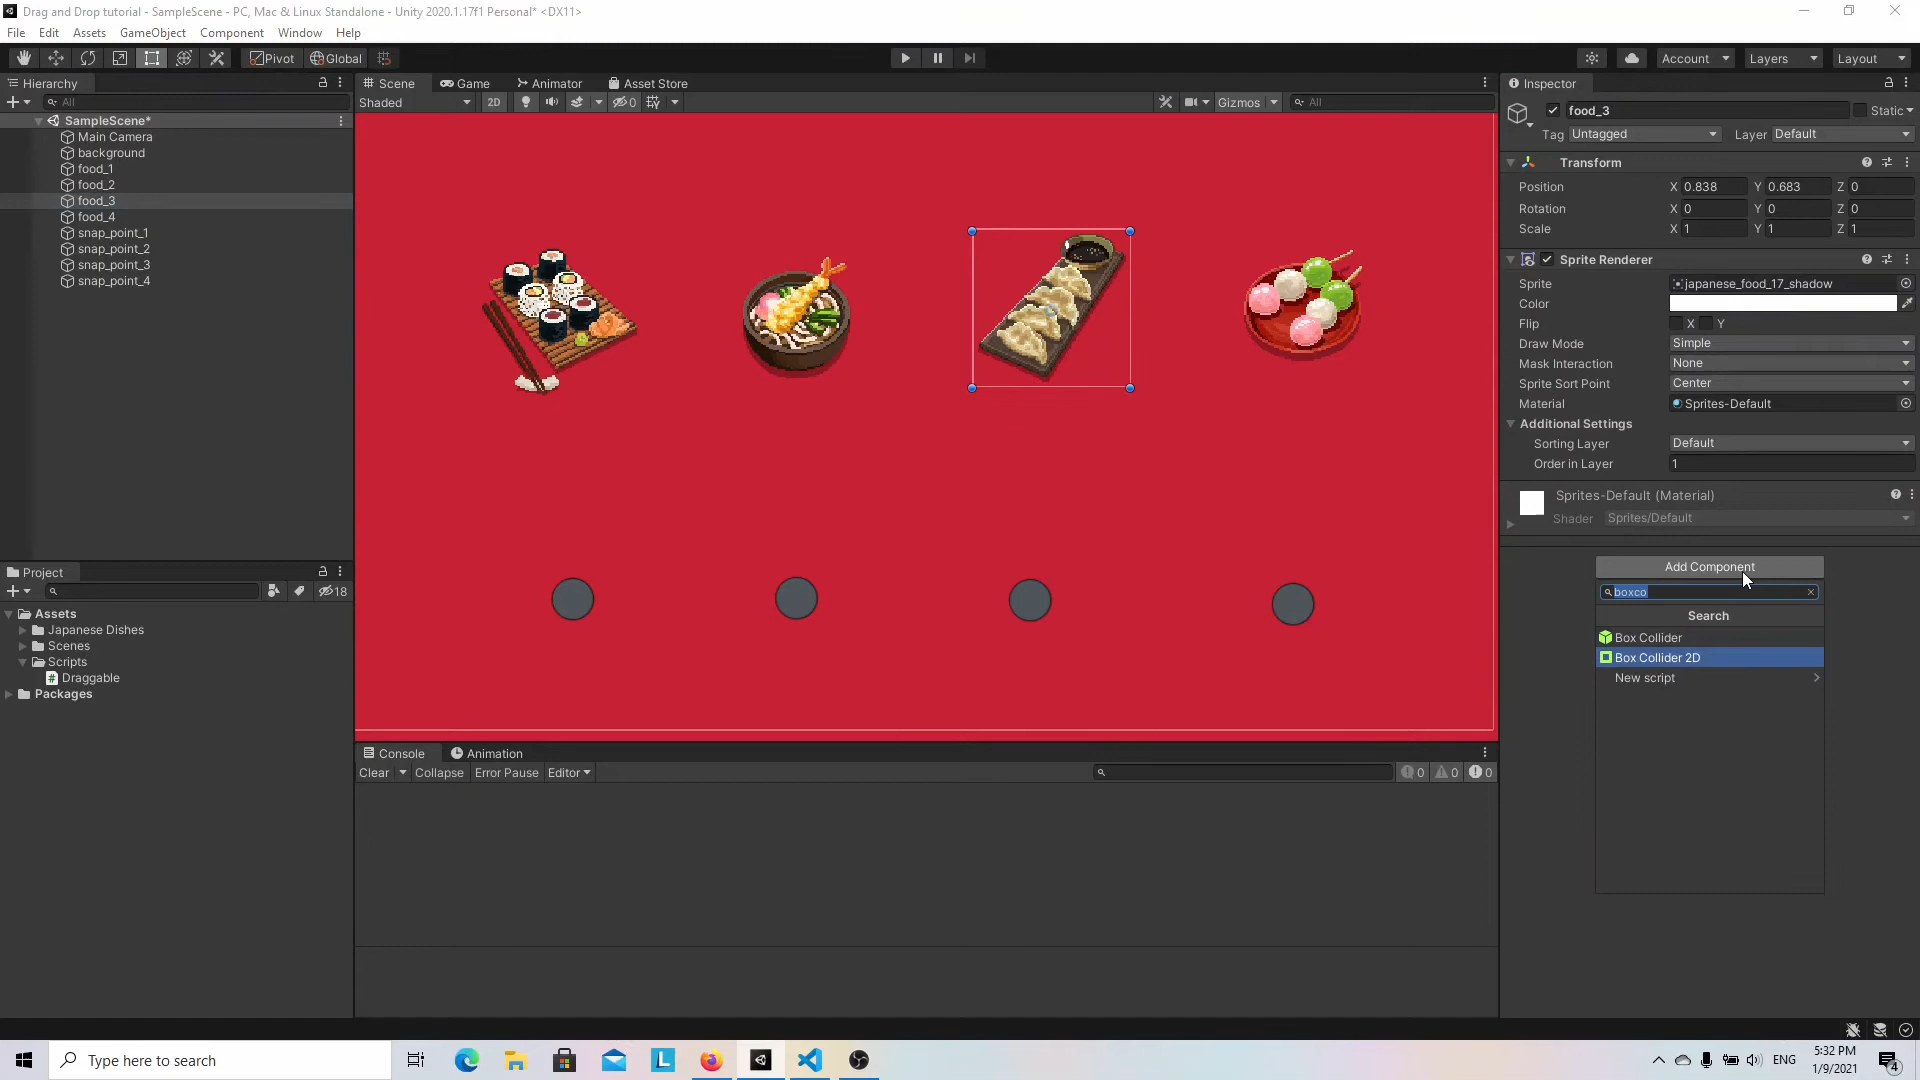 Drag and Drop tutorial - SampleScene - PC, Mac & Linux Standalone - Unity 2020.1.17f1 Personal* <DX11>
File Edit Assets GameObject Component Window Help
Pivot Global Account Layers Layout
Hierarchy
All
SampleScene*
Main Camera
background
food_1
food_2
food_3
food_4
snap_point_1
snap_point_2
snap_point_3
snap_point_4
Scene Game Animator Asset Store
Shaded 2D 0 Gizmos All
Inspector
food_3 Static
Tag Untagged Layer Default
Transform
Position X 0.838 Y 0.683 Z 0
Rotation X 0 Y 0 Z 0
Scale X 1 Y 1 Z 1
Sprite Renderer
Sprite japanese_food_17_shadow
Color
Flip X Y
Draw Mode Simple
Mask Interaction None
Sprite Sort Point Center
Material Sprites-Default
Additional Settings
Sorting Layer Default
Order in Layer 1
Sprites-Default (Material)
Shader Sprites/Default
Add Component
boxco
Search
Box Collider
Box Collider 2D
New script
Project
18
Assets
Japanese Dishes
Scenes
Scripts
Draggable
Packages
Console Animation
Clear Collapse Error Pause Editor 0 0 0
Type here to search
ENG
5:32 PM
1/9/2021
4